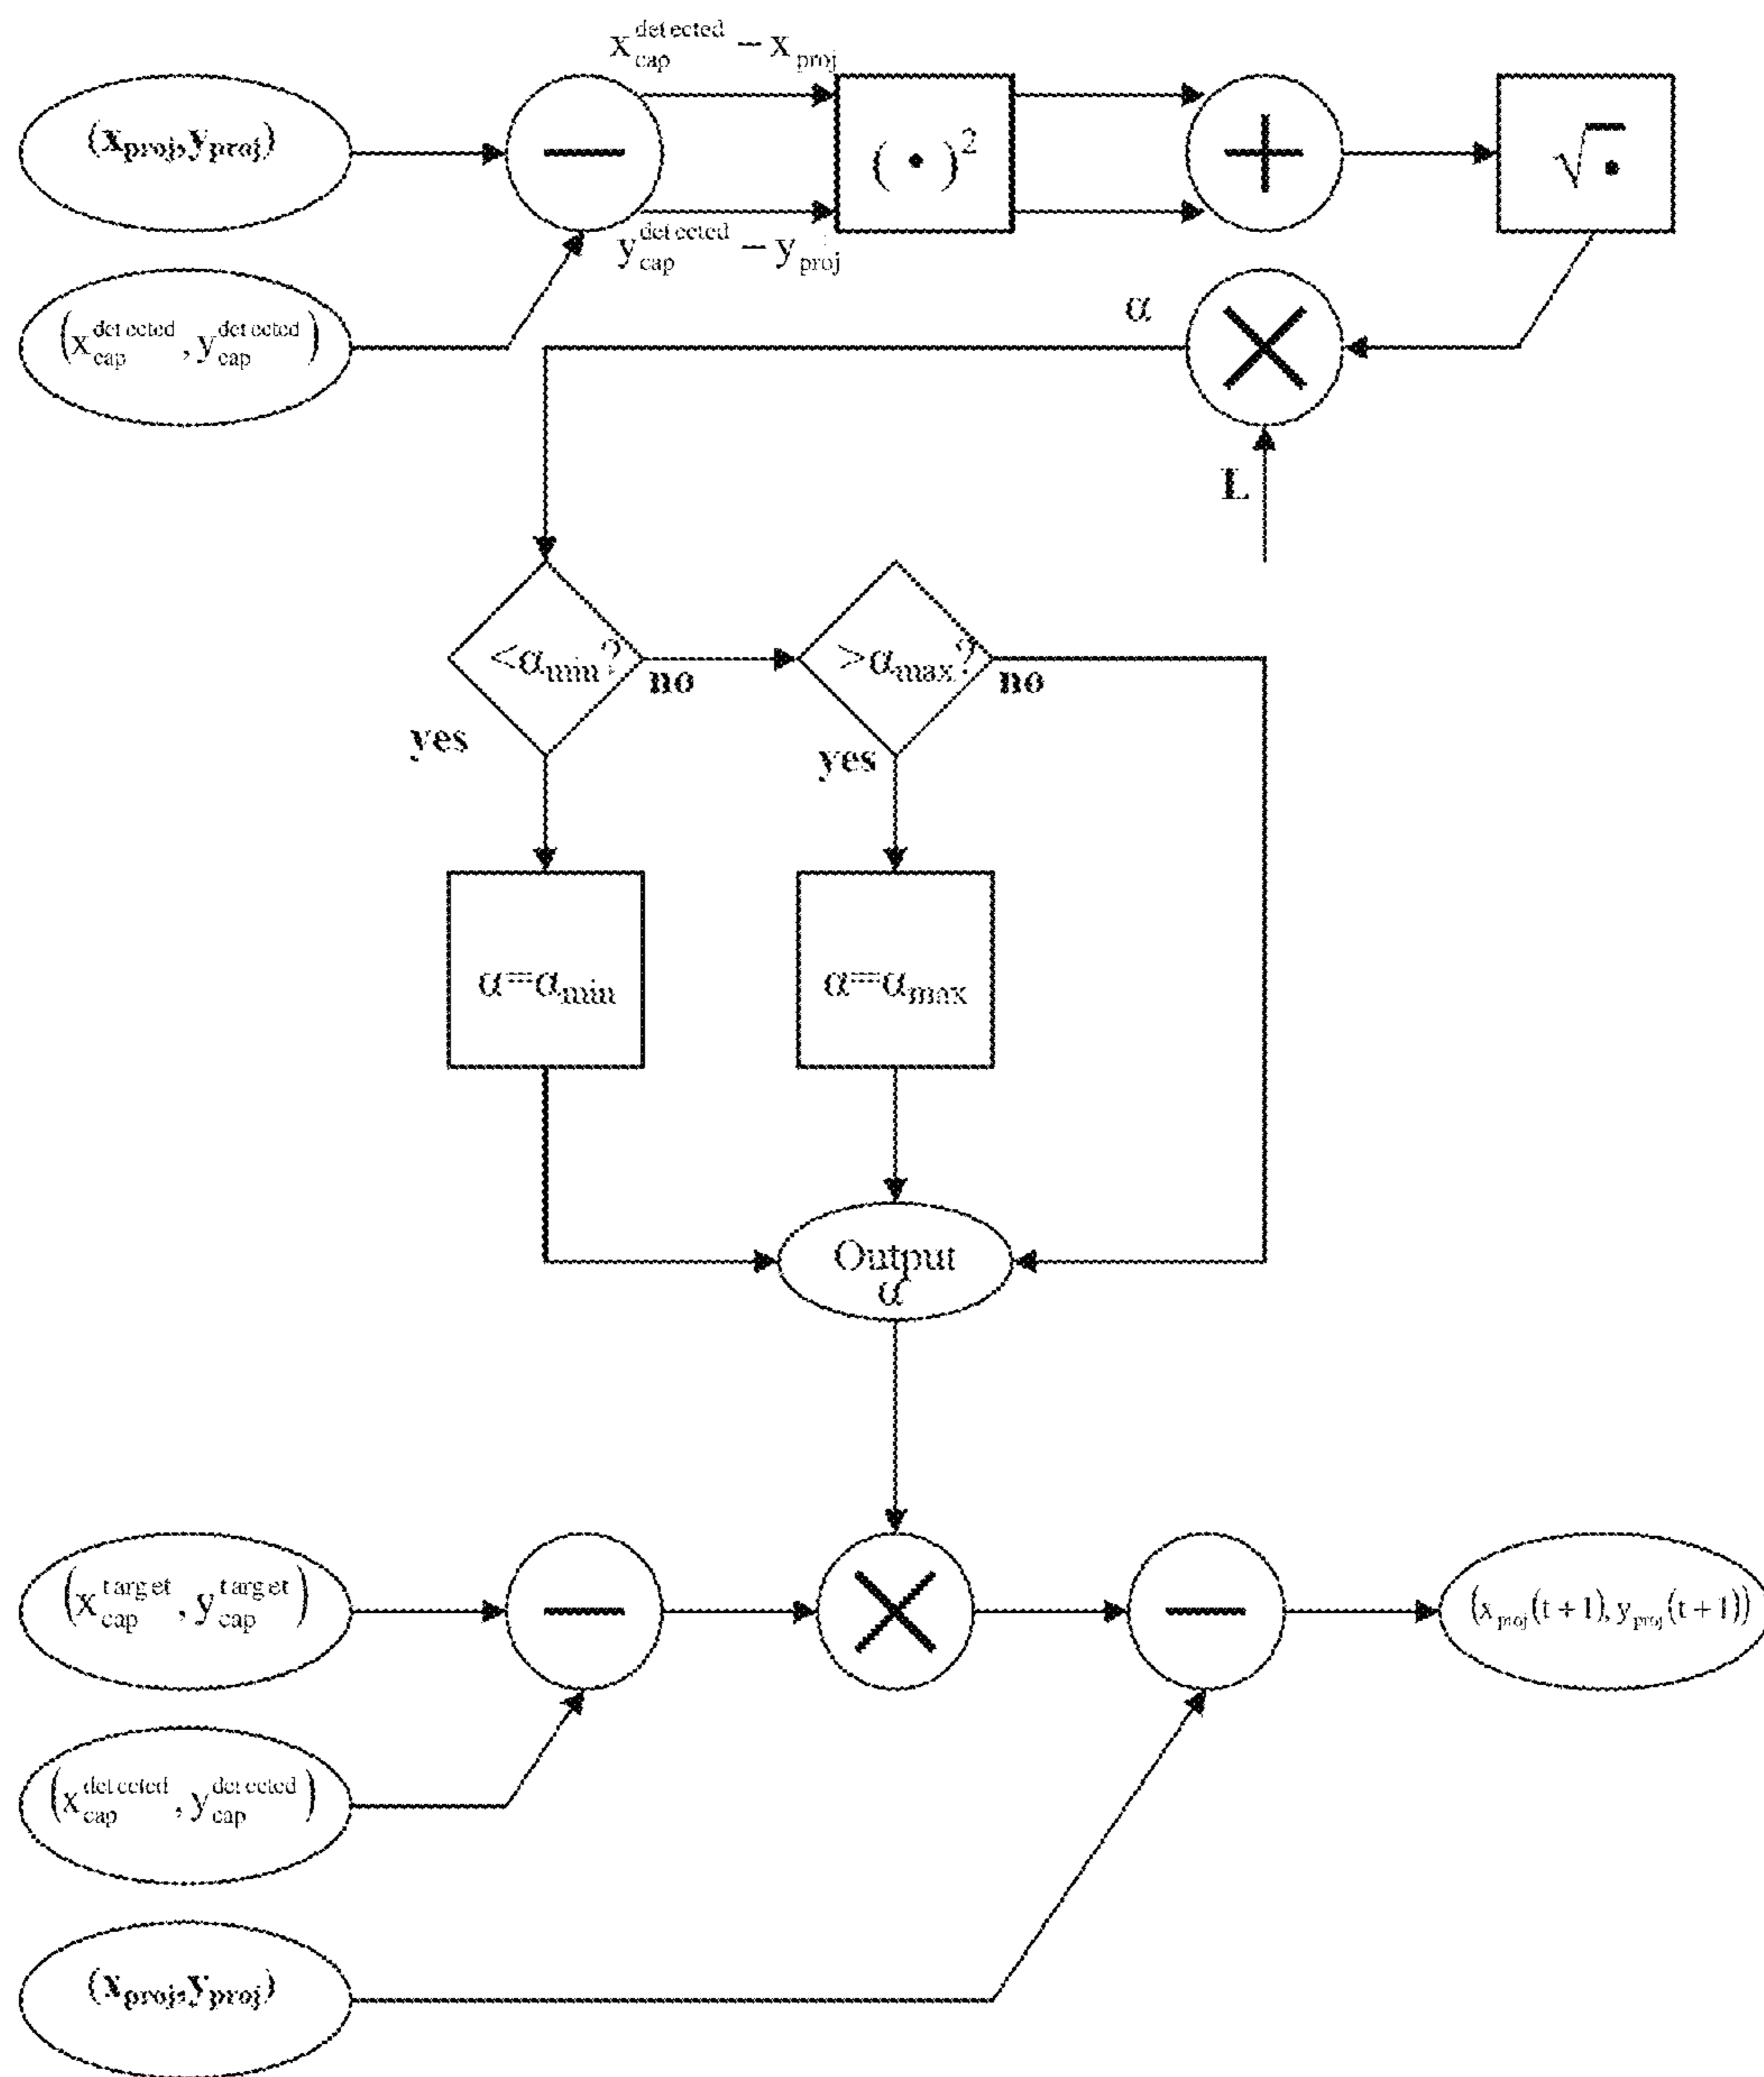 x_cap^detected − x_proj
(x_proj, y_proj)
−
(•)²
+
√•
y_cap^detected − y_proj
(x_cap^detected, y_cap^detected)
α
×
L
<α_min?
no
>α_max?
no
yes
yes
α=α_min
α=α_max
Output
α
(x_cap^target, y_cap^target)
−
×
−
(x_proj(t+1), y_proj(t+1))
(x_cap^detected, y_cap^detected)
(x_proj, y_proj)